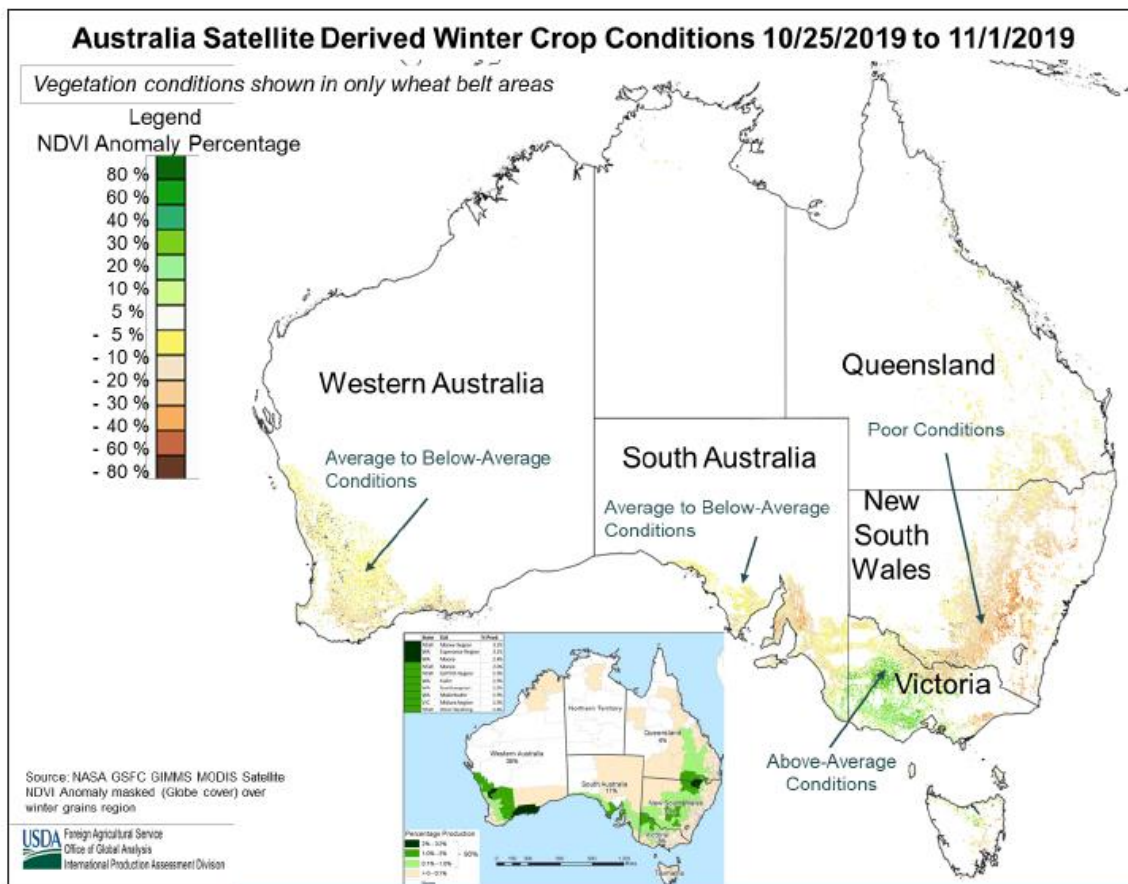 Australia Satellite Derived Winter Crop Conditions 10/25/2019 to 11/1/2019
Vegetation conditions shown in only wheat belt areas
Legend
NDVI Anomaly Percentage
80 %
60 %
40 %
30 %
20 %
10 %
5 %
- 5 %
- 10 %
- 20 %
- 30 %
- 40 %
- 60 %
- 80 %
Western Australia
Average to Below-Average
Conditions
South Australia
Average to Below-Average
Conditions
Queensland
Poor Conditions
New
South
Wales
Victoria
Above-Average
Conditions
Northern Territory
Queensland
Western Australia
South Australia
New South Wales
Tasmania
Percentage Production
Source: NASA GSFC GIMMS MODIS Satellite
NDVI Anomaly masked (Globe cover) over
winter grains region
USDA
Foreign Agricultural Service
Office of Global Analysis
International Production Assessment Division